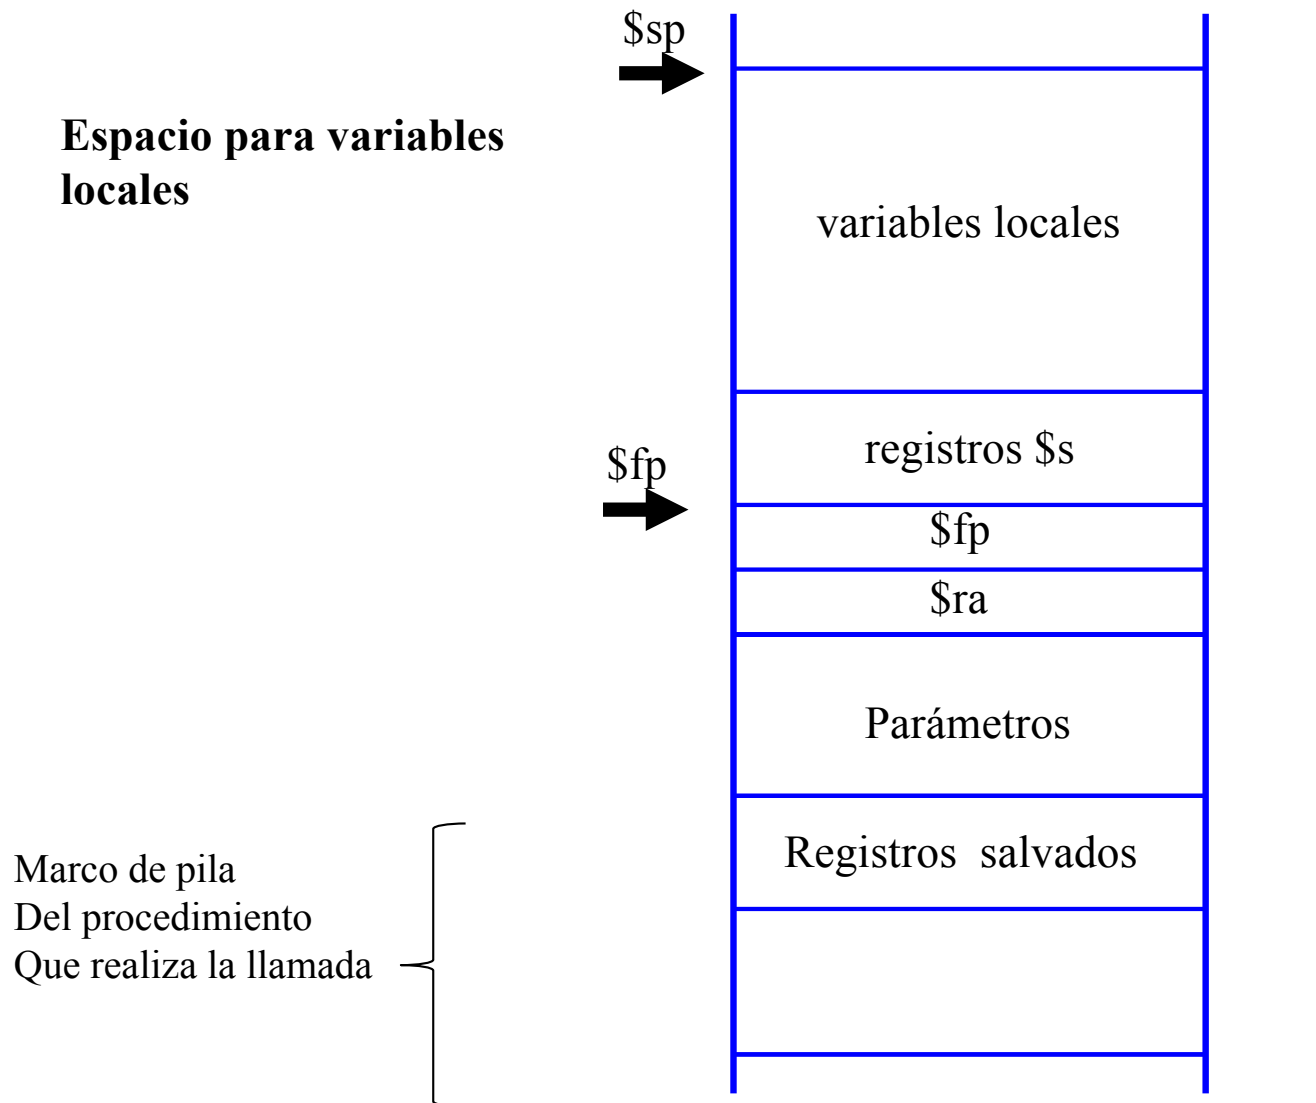 $sp
Espacio para variables
locales
variables locales
registros $s
$fp
$fp
$ra
Parámetros
Registros salvados
Marco de pila
Del procedimiento
Que realiza la llamada